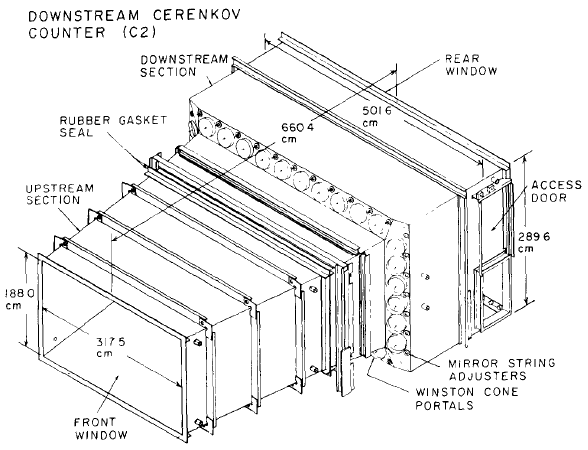 DOWNSTREAM CERENKOV
COUNTER (C2)
DOWNSTREAM
SECTION
REAR
WINDOW
501.6
cm
660.4
cm
RUBBER GASKET
SEAL
UPSTREAM
SECTION
ACCESS
DOOR
289.6
cm
188.0
cm
317.5
cm
MIRROR STRING
ADJUSTERS
WINSTON CONE
PORTALS
FRONT
WINDOW